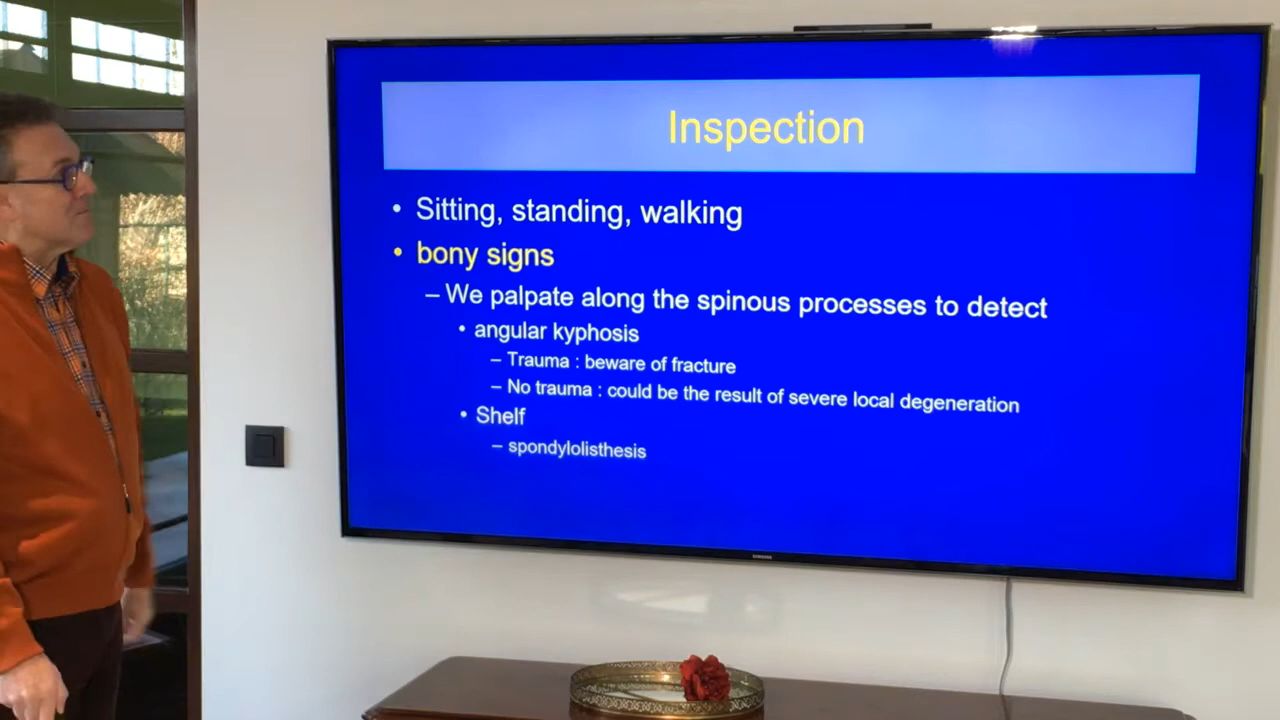 Inspection
• Sitting, standing, walking
• bony signs
– We palpate along the spinous processes to detect
• angular kyphosis
– Trauma : beware of fracture
– No trauma : could be the result of severe local degeneration
• Shelf
– spondylolisthesis
SAMSUNG